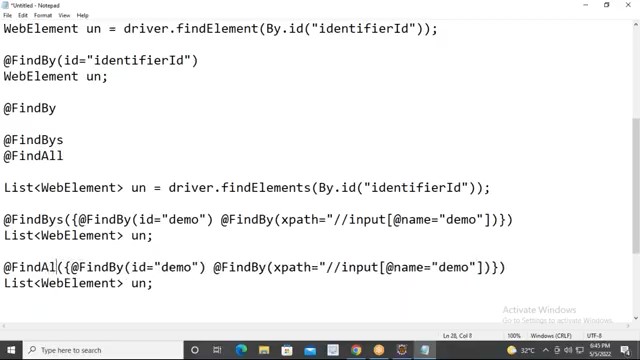 *Untitled - Notepad
File Edit Format View Help
WebElement un = driver.findElement(By.id("identifierId"));
@FindBy(id="identifierId")
WebElement un;
@FindBy
@FindBys
@FindAll
List<WebElement> un = driver.findElements(By.id("identifierId"));
@FindBys({@FindBy(id="demo") @FindBy(xpath="//input[@name="demo"])})
List<WebElement> un;
@FindAl({@FindBy(id="demo") @FindBy(xpath="//input[@name="demo"])})
List<WebElement> un;
Activate Windows
Go to Settings to activate Windows.
Ln 28, Col 8 100% Windows (CRLF) UTF-8
Type here to search
32°C
6:45 PM
5/5/2022